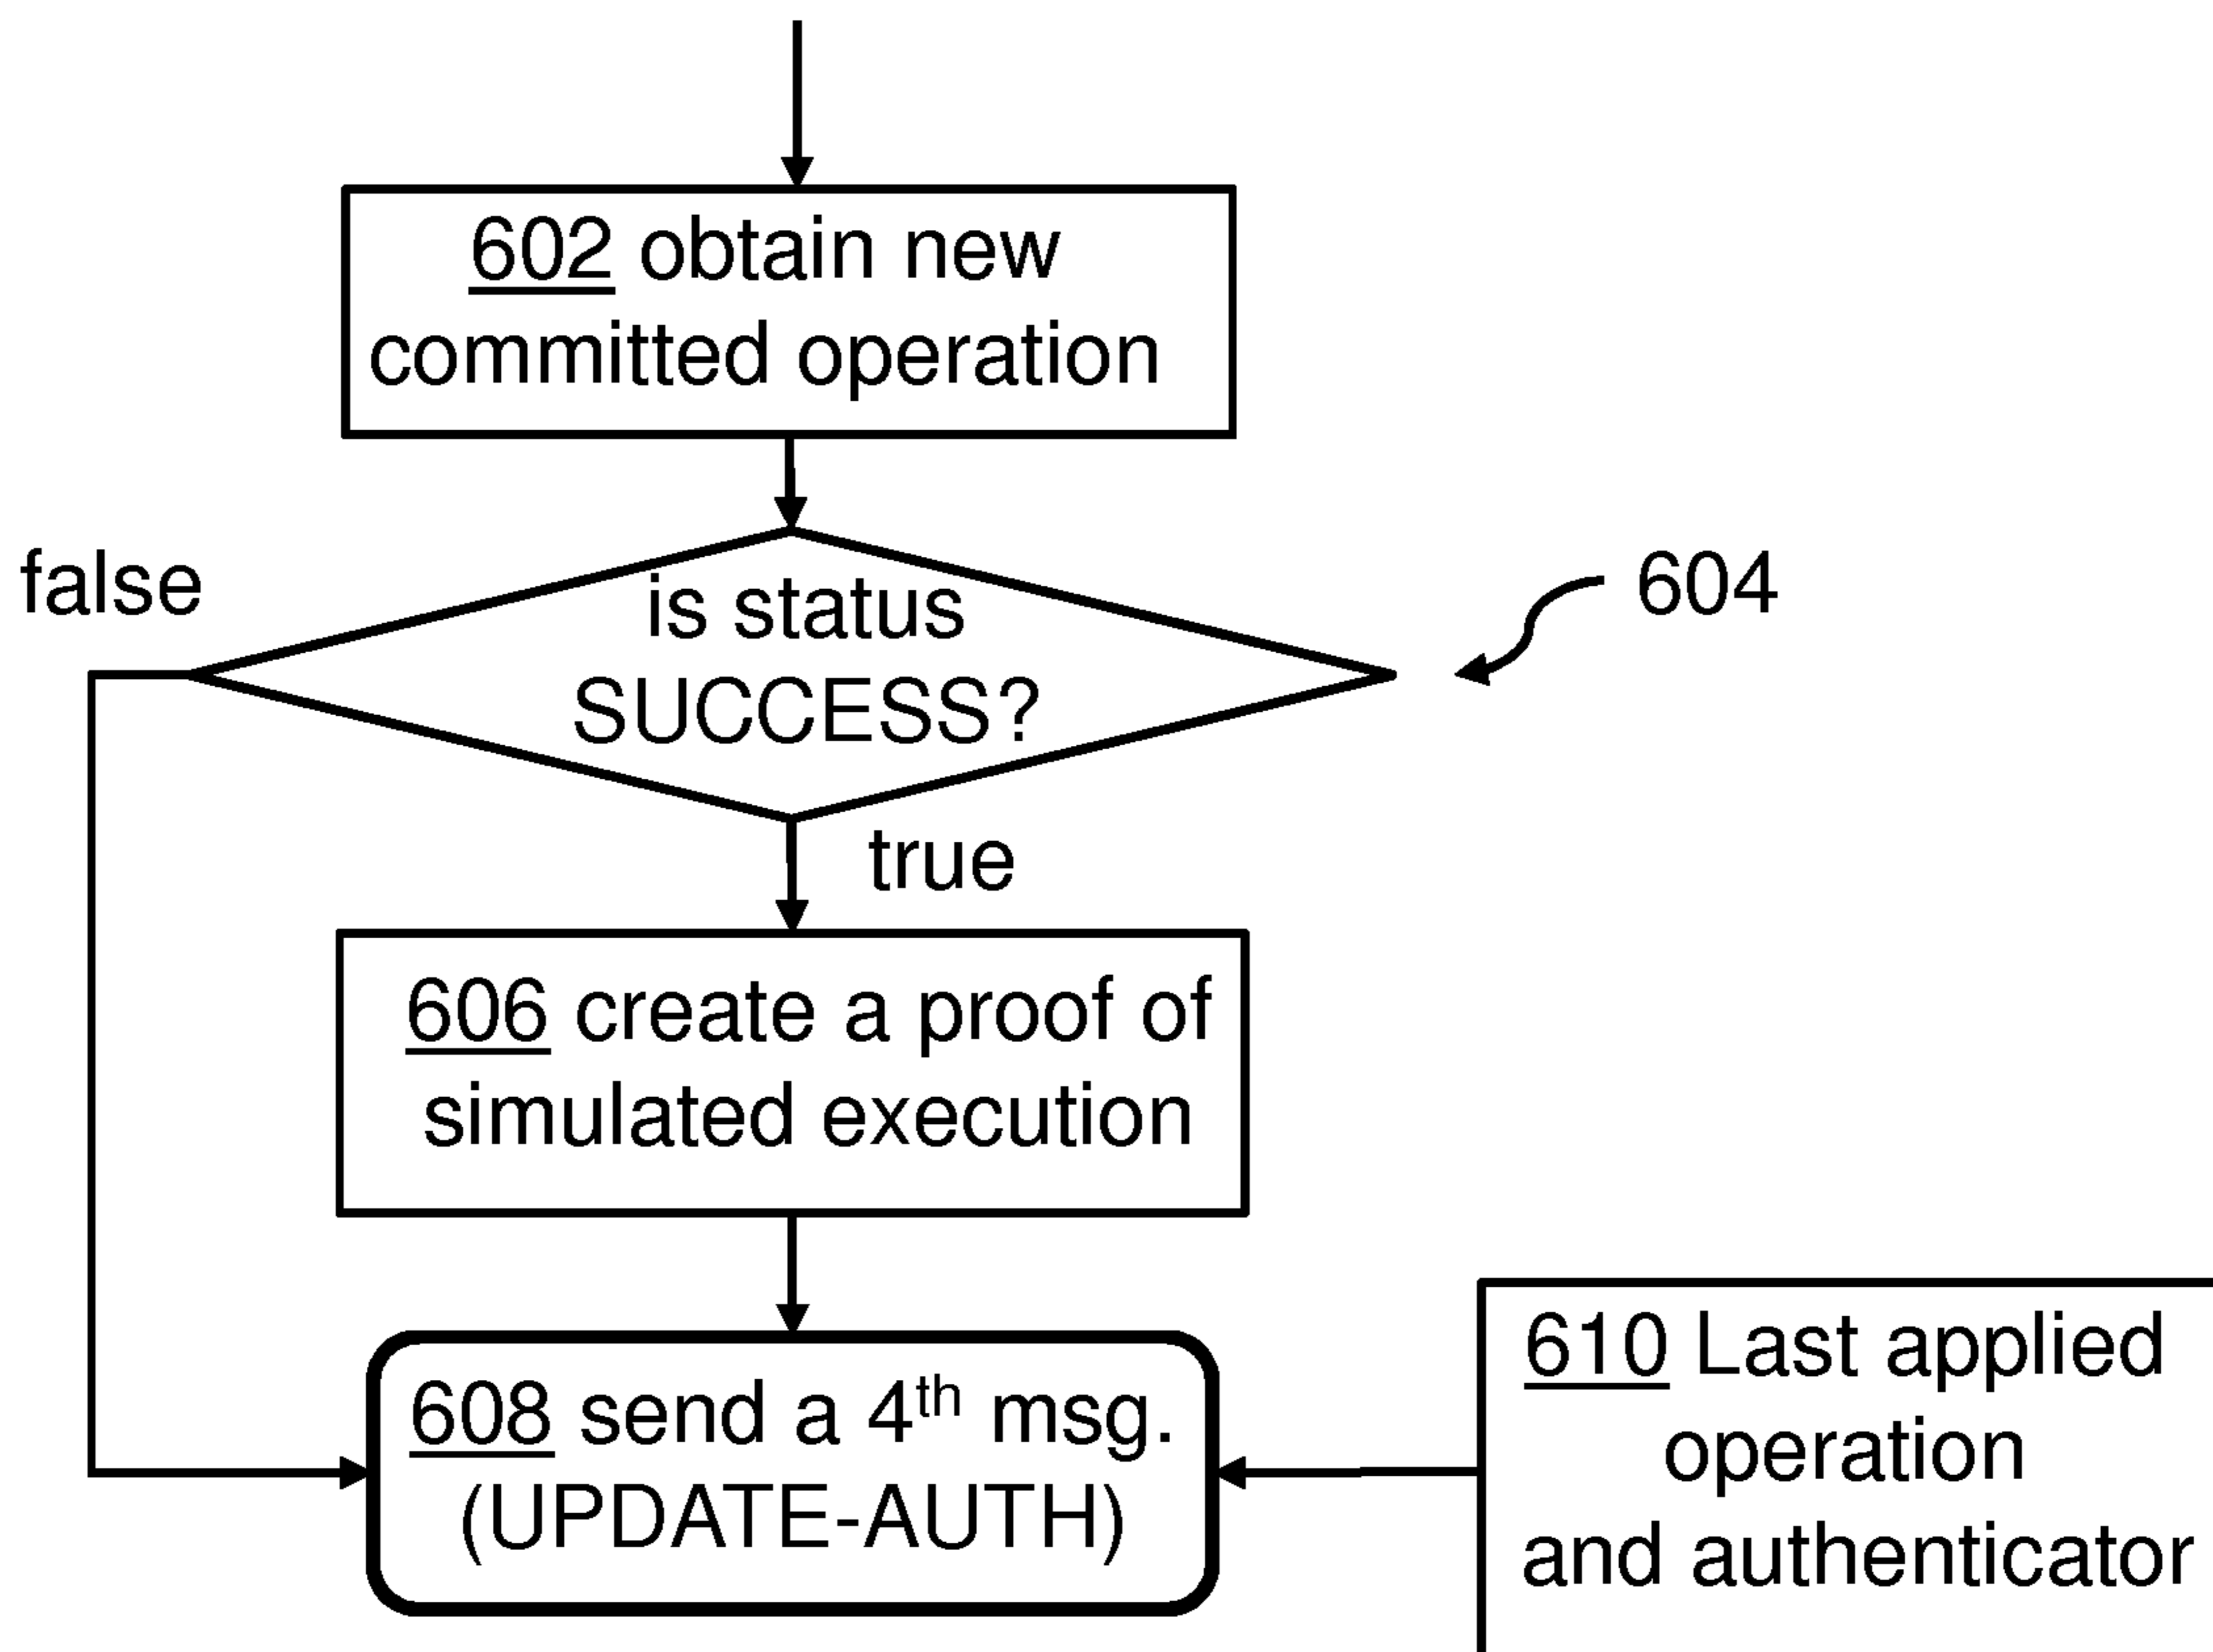 602 obtain new
committed operation
false
is status
SUCCESS?
604
true
606 create a proof of
simulated execution
608 send a 4th msg.
(UPDATE-AUTH)
610 Last applied
operation
and authenticator